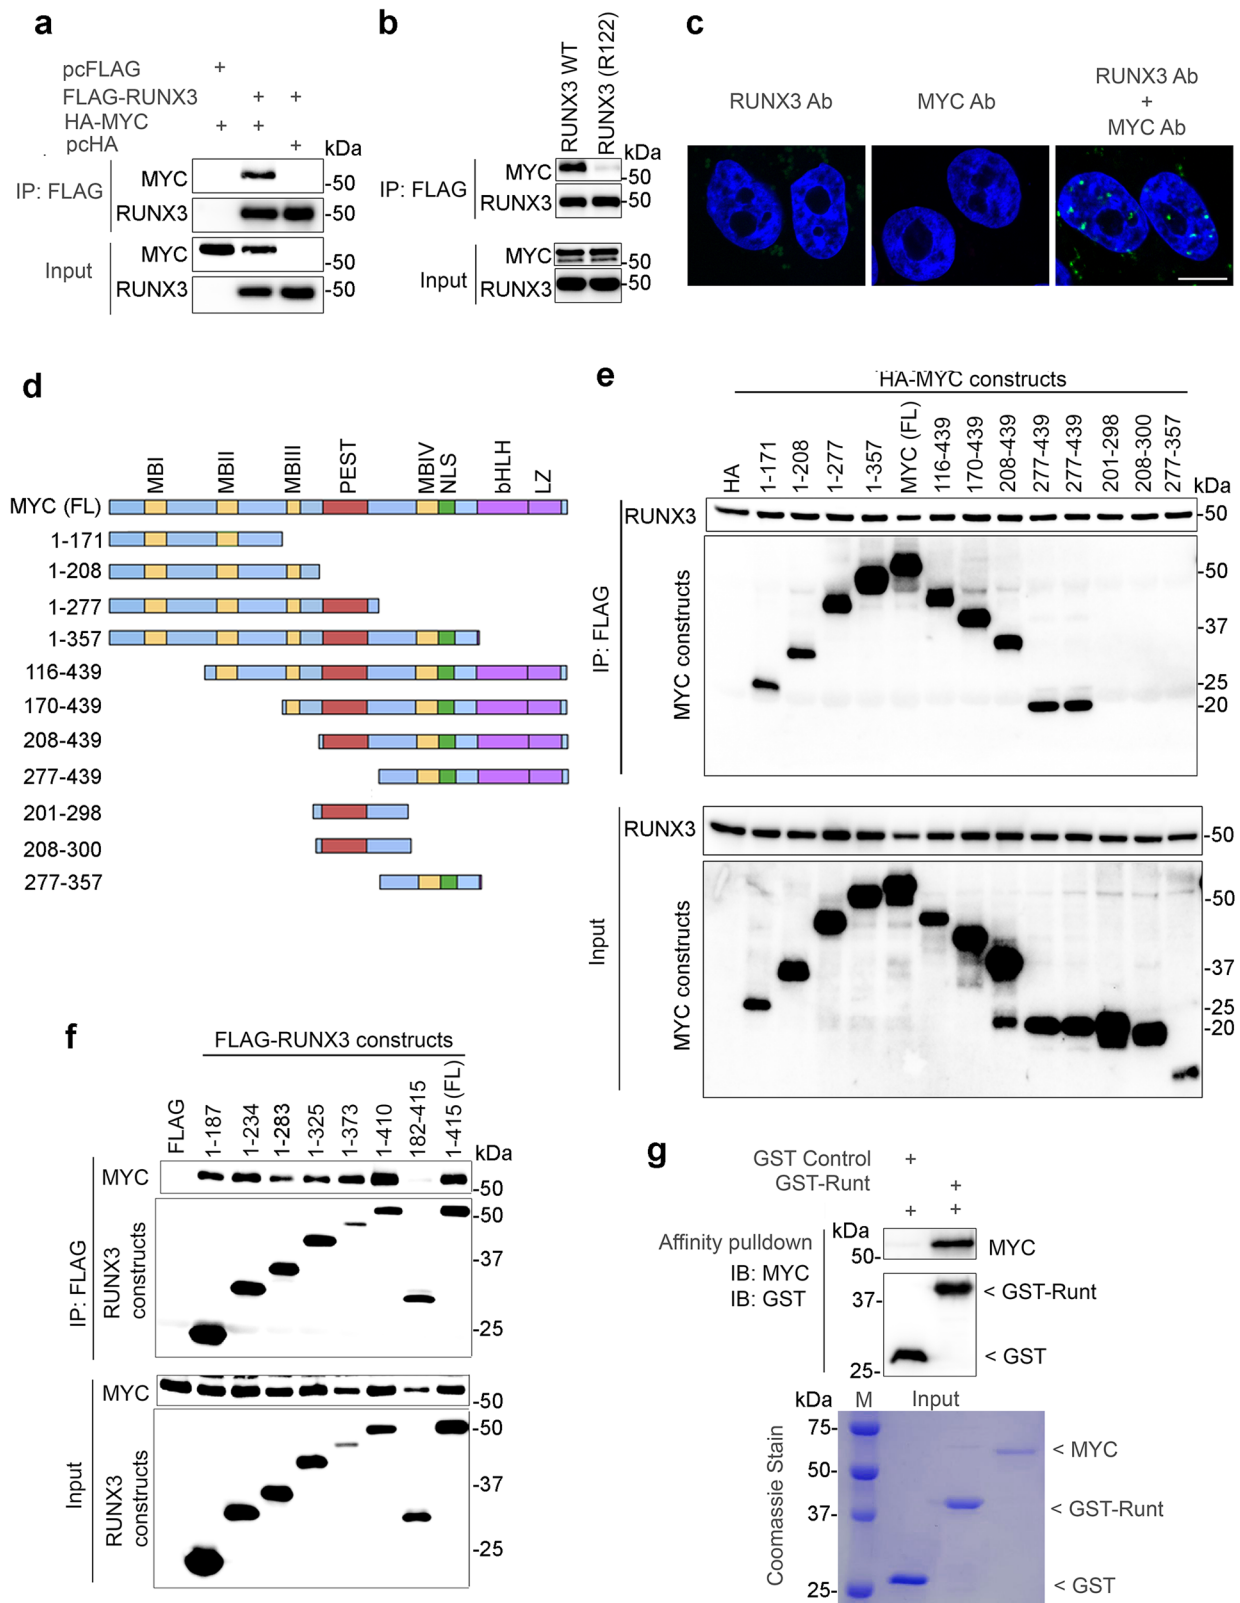 a
pcFLAG +
FLAG-RUNX3 + +
HA-MYC + +
pcHA +
kDa
IP: FLAG
MYC
-50
RUNX3
-50
Input
MYC
-50
RUNX3
-50
b
RUNX3 WT
RUNX3 (R122)
kDa
IP: FLAG
MYC
-50
RUNX3
-50
Input
MYC
-50
RUNX3
-50
c
RUNX3 Ab
MYC Ab
RUNX3 Ab
+
MYC Ab
d
MBI
MBII
MBIII
PEST
MBIV
NLS
bHLH
LZ
MYC (FL)
1-171
1-208
1-277
1-357
116-439
170-439
208-439
277-439
201-298
208-300
277-357
e
HA-MYC constructs
HA
1-171
1-208
1-277
1-357
MYC (FL)
116-439
170-439
208-439
277-439
277-439
201-298
208-300
277-357
kDa
IP: FLAG
RUNX3
-50
MYC constructs
-50
-37
-25
-20
Input
RUNX3
-50
MYC constructs
-50
-37
-25
-20
f
FLAG-RUNX3 constructs
FLAG
1-187
1-234
1-283
1-325
1-373
1-410
182-415
1-415 (FL)
kDa
IP: FLAG
MYC
-50
RUNX3
constructs
-50
-37
-25
Input
MYC
-50
RUNX3
constructs
-50
-37
-25
g
GST Control +
GST-Runt +
+ +
Affinity pulldown
IB: MYC
IB: GST
kDa
50-
MYC
37-
< GST-Runt
25-
< GST
kDa
M
Input
Coomassie Stain
75-
50-
37-
25-
< MYC
< GST-Runt
< GST